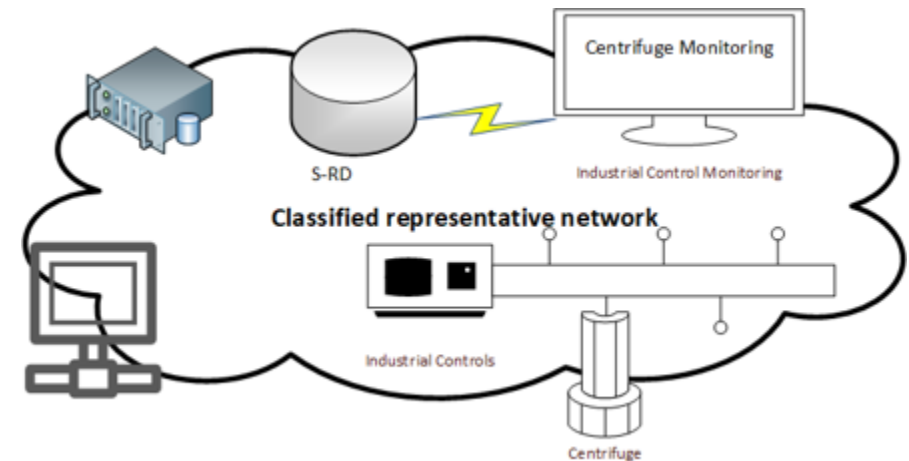 Centrifuge Monitoring
S-RD
Industrial Control Monitoring
Classified representative network
Industrial Controls
Centrifuge